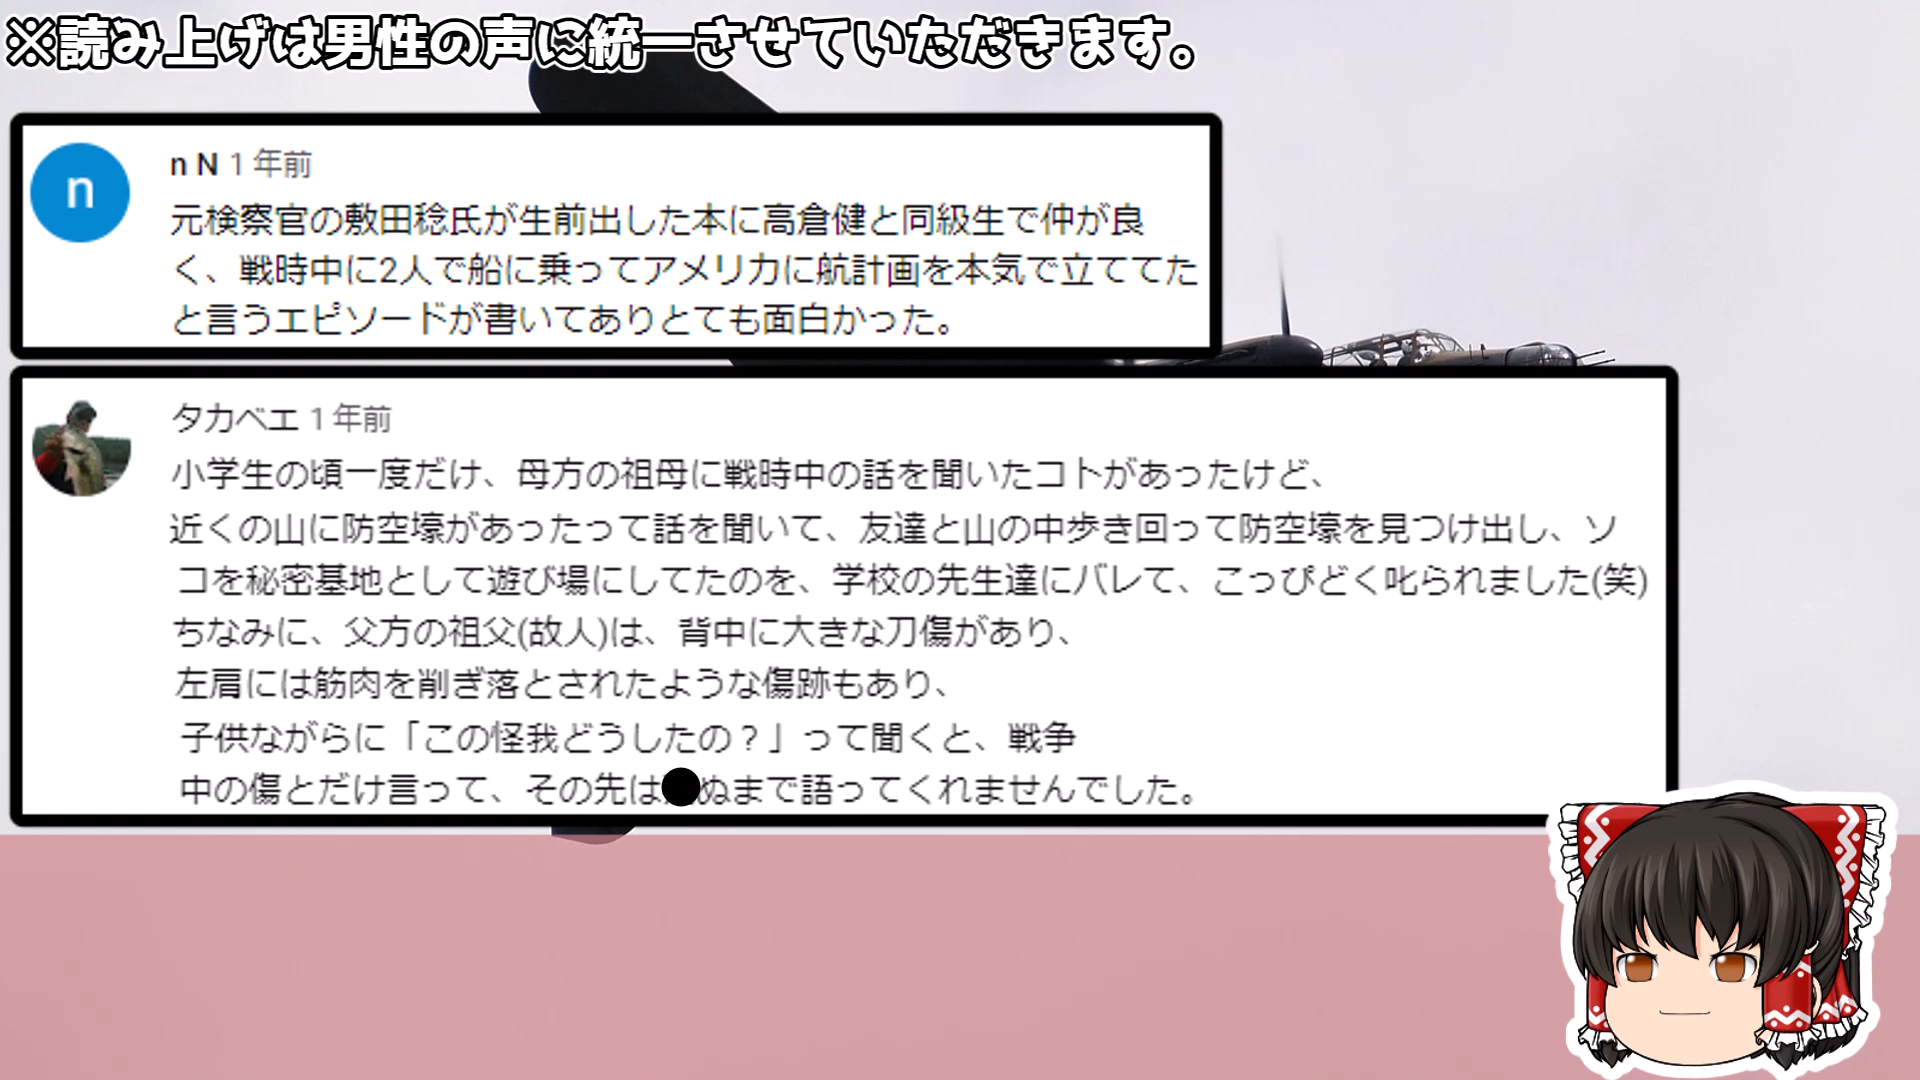 ※読み上げは男性の声に統一させていただきます。
n
n N 1 年前
元検察官の敷田稔氏が生前出した本に高倉健と同級生で仲が良
く、戦時中に2人で船に乗ってアメリカに航計画を本気で立ててた
と言うエピソードが書いてありとても面白かった。
タカベエ 1 年前
小学生の頃一度だけ、母方の祖母に戦時中の話を聞いたコトがあったけど、
近くの山に防空壕があったって話を聞いて、友達と山の中歩き回って防空壕を見つけ出し、ソ
コを秘密基地として遊び場にしてたのを、学校の先生達にバレて、こっぴどく叱られました(笑)
ちなみに、父方の祖父(故人)は、背中に大きな刀傷があり、
左肩には筋肉を削ぎ落とされたような傷跡もあり、
子供ながらに「この怪我どうしたの？」って聞くと、戦争
中の傷とだけ言って、その先は●ぬまで語ってくれませんでした。